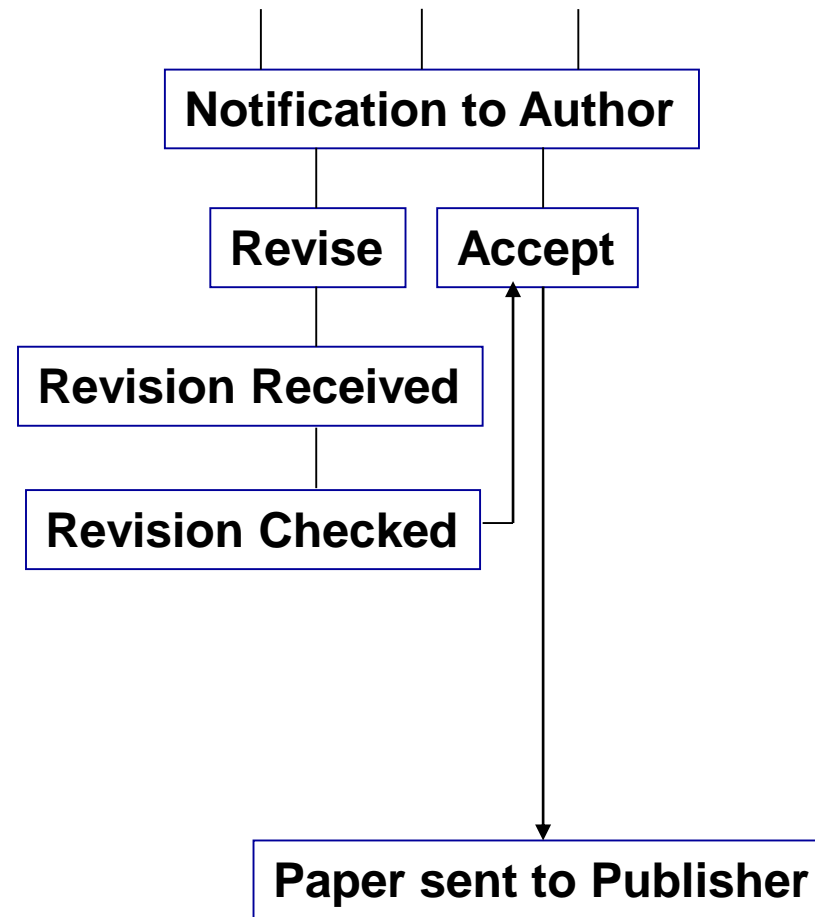 Notification to Author
Revise
Accept
Revision Received
Revision Checked
Paper sent to Publisher